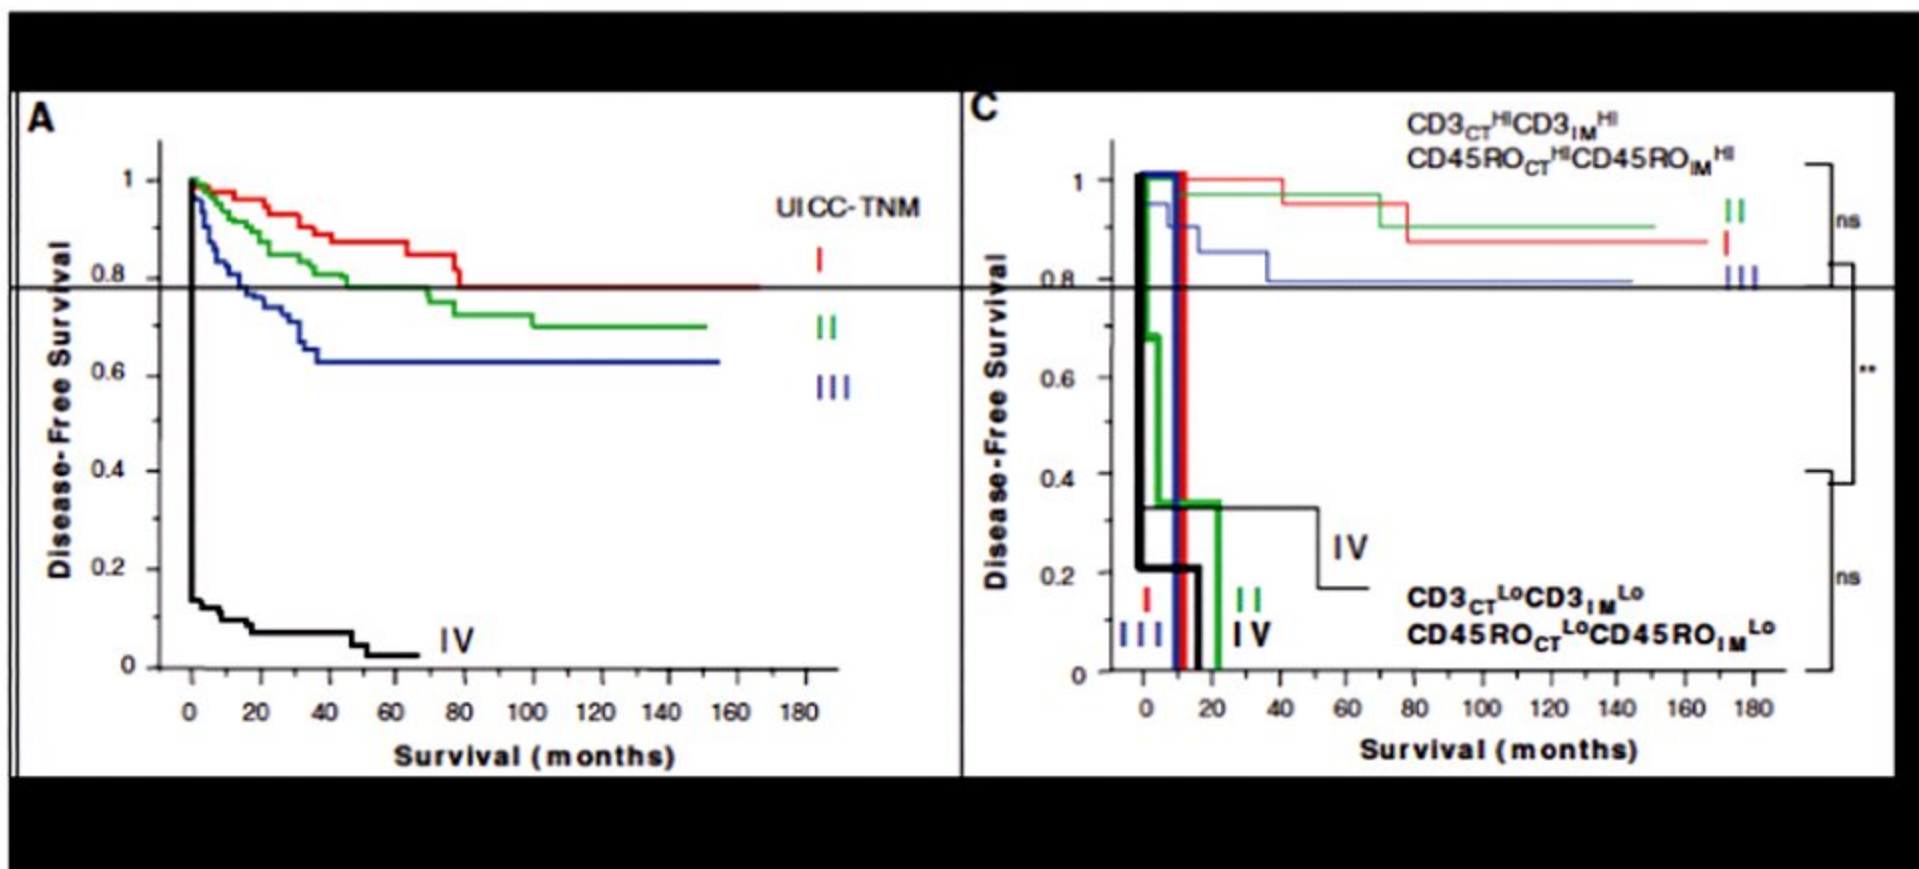 A
UICC-TNM
I
II
III
IV
1
0.8
0.6
0.4
0.2
0
Disease-Free Survival
0 20 40 60 80 100 120 140 160 180
Survival (months)
C
CD3CTHICD3IMHI
CD45ROCTHICD45ROIMHI
II
I
III
ns
**
ns
1
0.8
0.6
0.4
0.2
0
Disease-Free Survival
IV
I
III
II
IV
CD3CTLoCD3IMLo
CD45ROCTLoCD45ROIMLo
0 20 40 60 80 100 120 140 160 180
Survival (months)